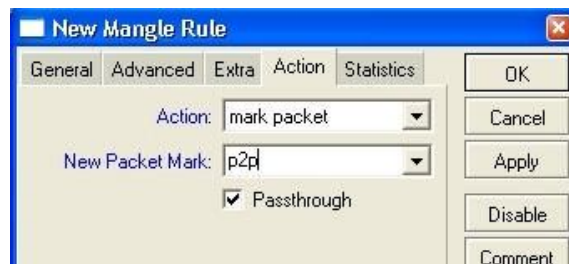 New Mangle Rule
General Advanced Extra Action Statistics
OK
Action: mark packet
Cancel
New Packet Mark: p2p
Apply
Passthrough
Disable
Comment